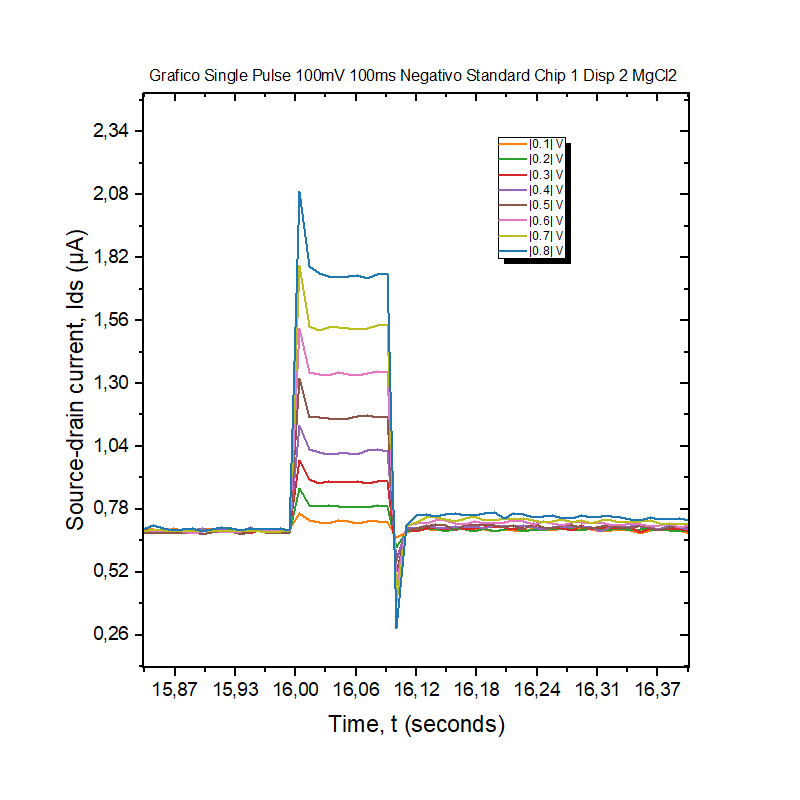 Grafico Single Pulse 100mV 100ms Negativo Standard Chip 1 Disp 2 MgCl2
2,34
2,08
1,82
1,56
1,30
1,04
0,78
0,52
0,26
Source-drain current, Ids (µA)
|0.1| V
|0.2| V
|0.3| V
|0.4| V
|0.5| V
|0.6| V
|0.7| V
|0.8| V
15,87 15,93 16,00 16,06 16,12 16,18 16,24 16,31 16,37
Time, t (seconds)